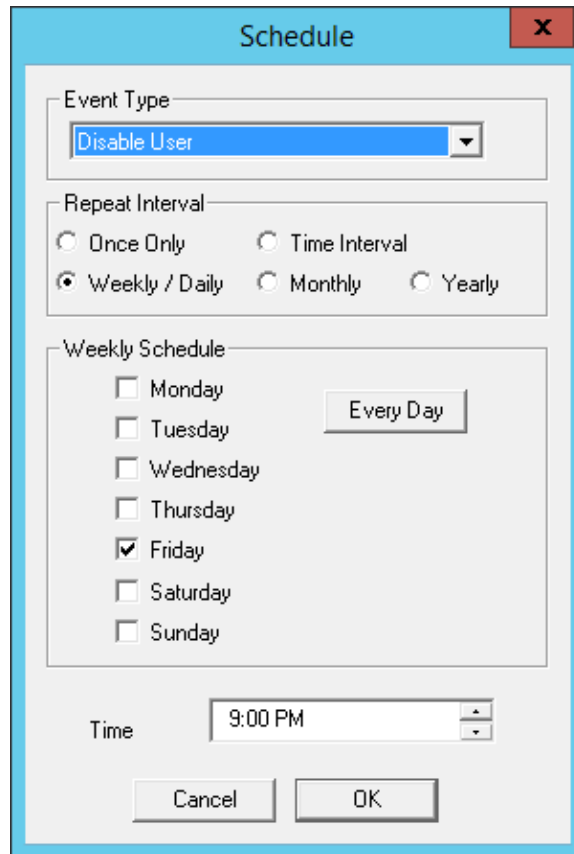 Schedule
x
Event Type
Disable User
Repeat Interval
Once Only Time Interval
Weekly / Daily Monthly Yearly
Weekly Schedule
Monday
Every Day
Tuesday
Wednesday
Thursday
Friday
Saturday
Sunday
Time 9:00 PM
Cancel OK